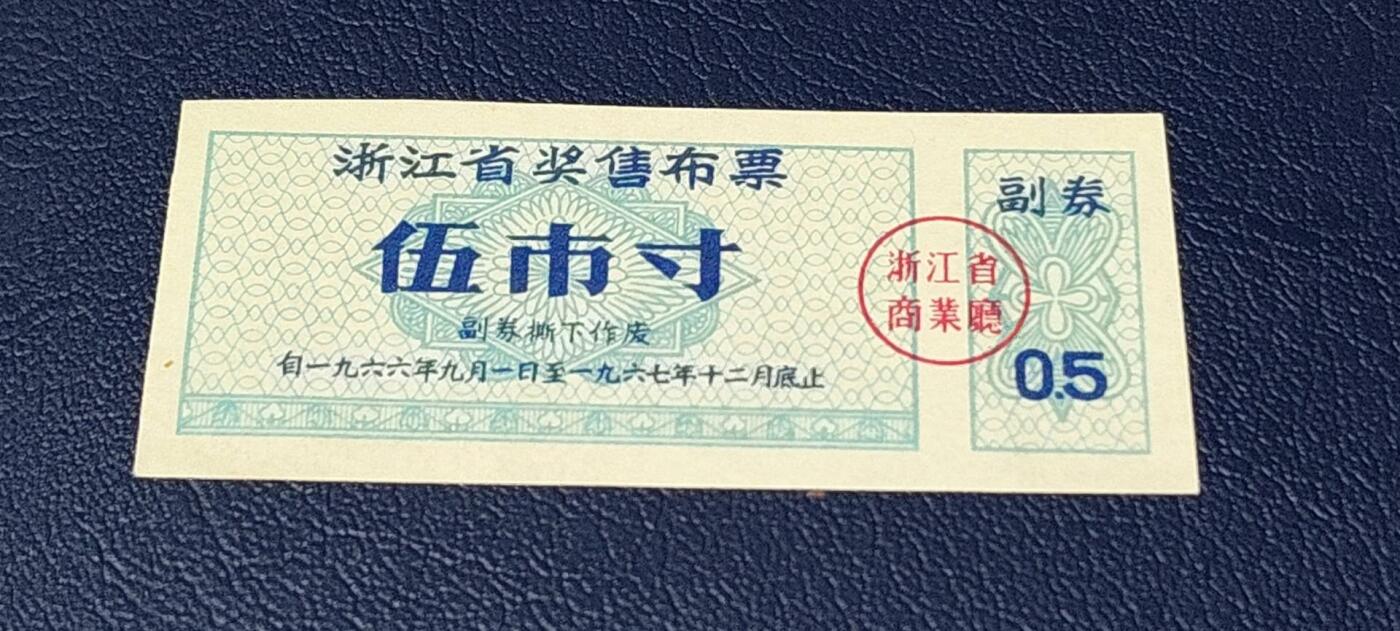 浙江省奖售布票
伍市寸
副券撕下作废
自一九六六年九月一日至一九六七年十二月底止
浙江省
商業廳
副券
0.5